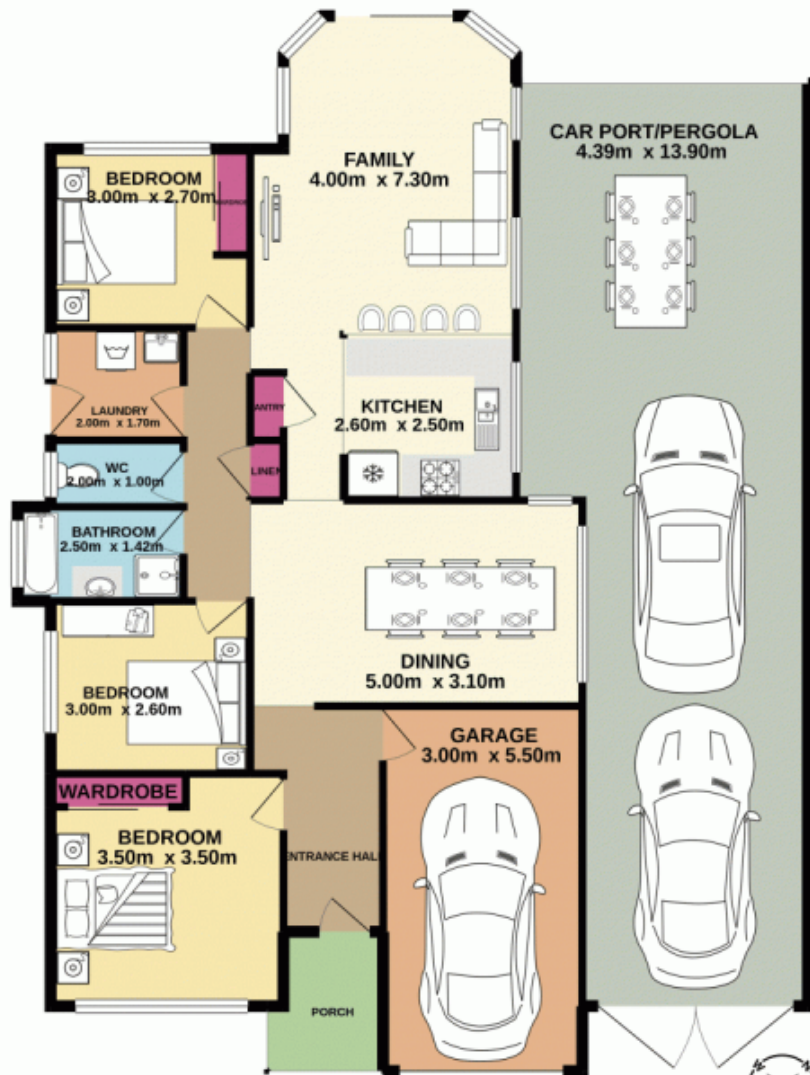 CAR PORT/PERGOLA
4.39m x 13.90m
FAMILY
4.00m x 7.30m
BEDROOM
3.00m x 2.70m
LAUNDRY
2.00m x 1.70m
ANTRY
KITCHEN
2.60m x 2.50m
WC
2.00m x 1.00m
LINEN
BATHROOM
2.50m x 1.42m
DINING
5.00m x 3.10m
BEDROOM
3.00m x 2.60m
GARAGE
3.00m x 5.50m
WARDROBE
BEDROOM
3.50m x 3.50m
ENTRANCE HALL
PORCH